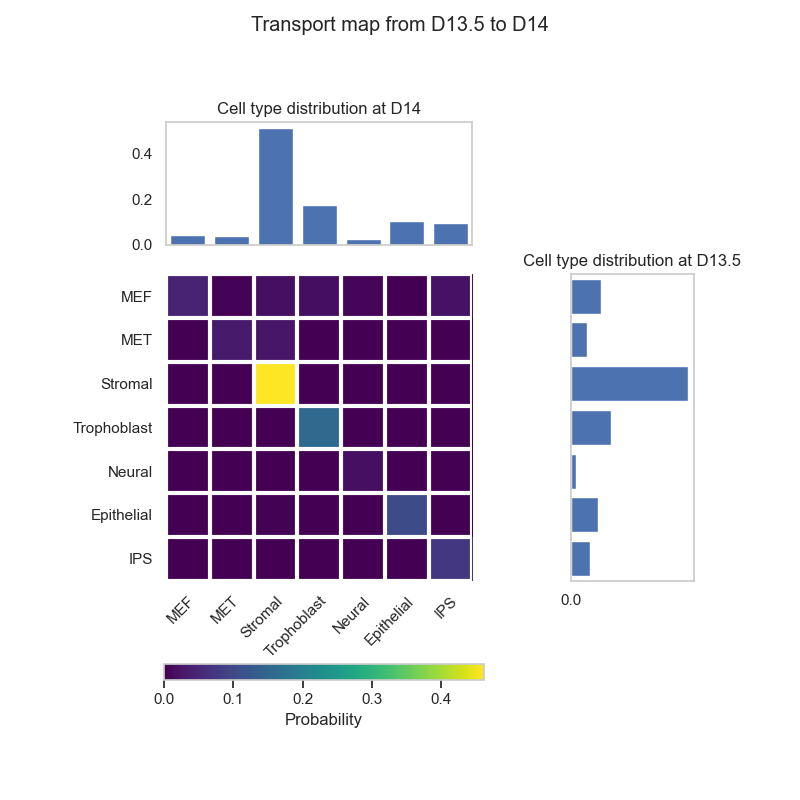 Transport map from D13.5 to D14
Cell type distribution at D14
0.4
0.2
0.0
Cell type distribution at D13.5
MEF
MET
Stromal
Trophoblast
Neural
Epithelial
IPS
0.0
MEF
MET
Stromal
Trophoblast
Neural
Epithelial
IPS
0.0
0.1
0.2
0.3
0.4
Probability